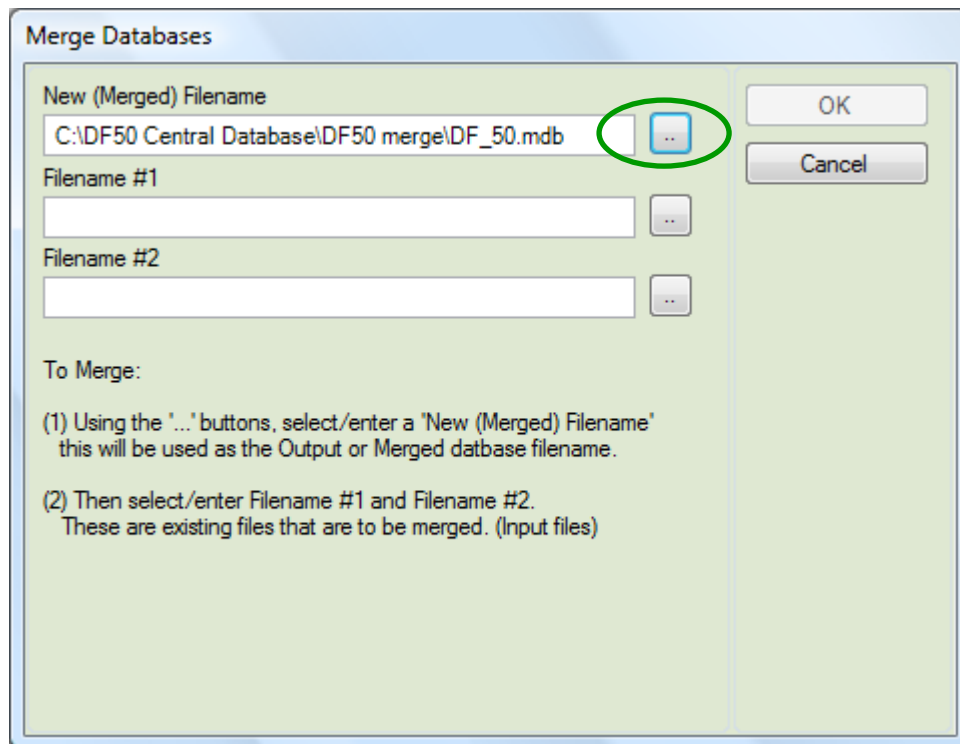 Merge Databases
New (Merged) Filename
C:\DF50 Central Database\DF50 merge\DF_50.mdb
..
OK
Cancel
Filename #1
..
Filename #2
..
To Merge:
(1) Using the '...' buttons, select/enter a 'New (Merged) Filename'
this will be used as the Output or Merged datbase filename.
(2) Then select/enter Filename #1 and Filename #2.
These are existing files that are to be merged. (Input files)